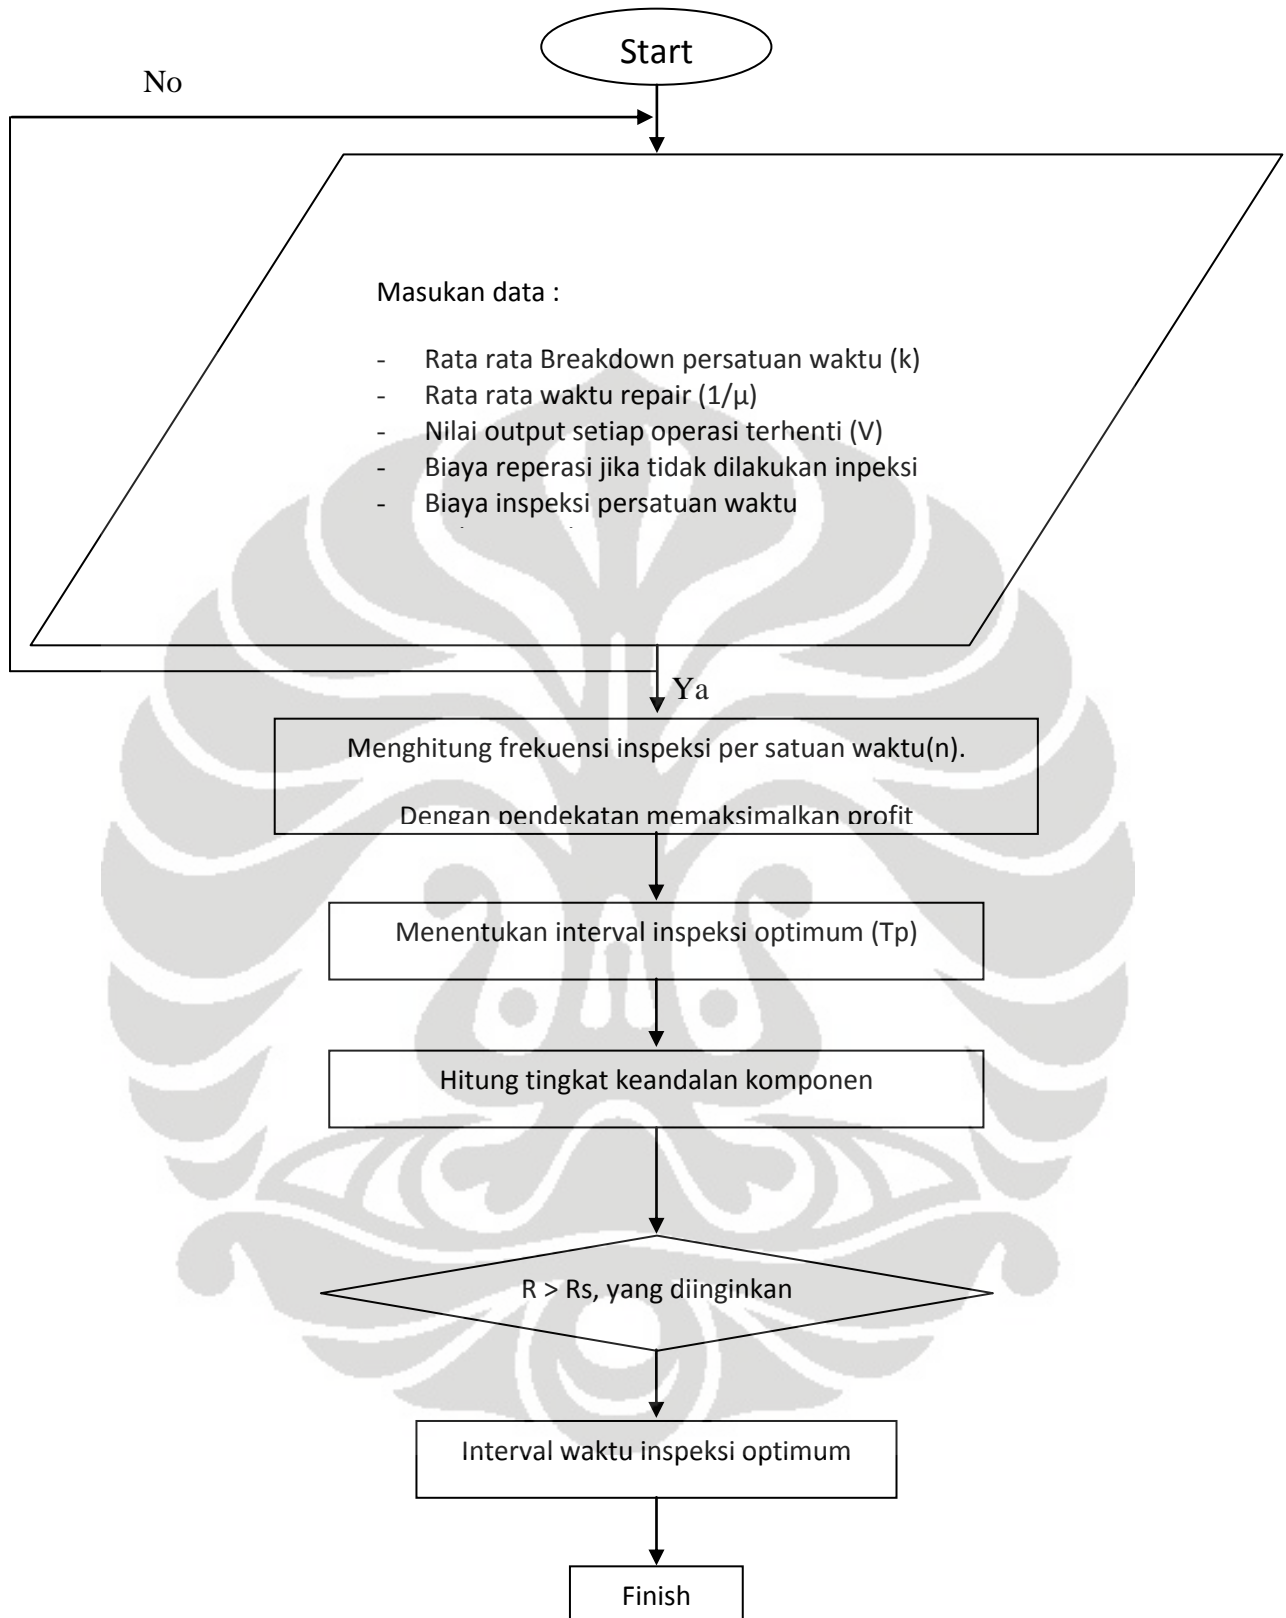 Start
No
Masukan data :
- Rata rata Breakdown persatuan waktu (k)
- Rata rata waktu repair (1/µ)
- Nilai output setiap operasi terhenti (V)
- Biaya reperasi jika tidak dilakukan inpeksi
- Biaya inspeksi persatuan waktu
Ya
Menghitung frekuensi inspeksi per satuan waktu(n).
Dengan pendekatan memaksimalkan profit
Menentukan interval inspeksi optimum (Tp)
Hitung tingkat keandalan komponen
R > Rs, yang diinginkan
Interval waktu inspeksi optimum
Finish